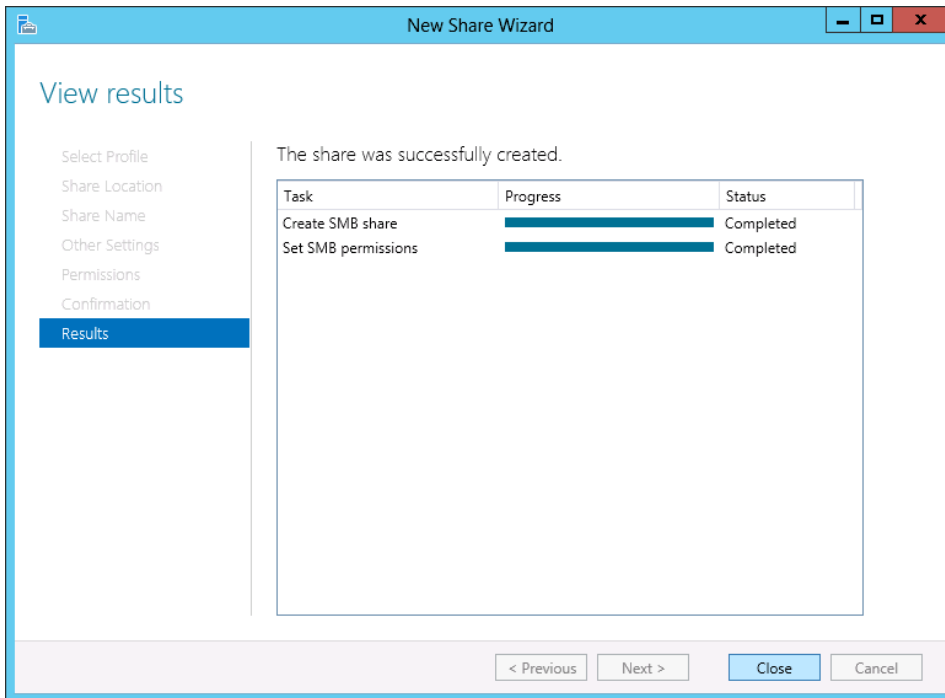 New Share Wizard
View results
Select Profile
Share Location
Share Name
Other Settings
Permissions
Confirmation
Results
The share was successfully created.
Task Progress Status
Create SMB share Completed
Set SMB permissions Completed
< Previous Next > Close Cancel